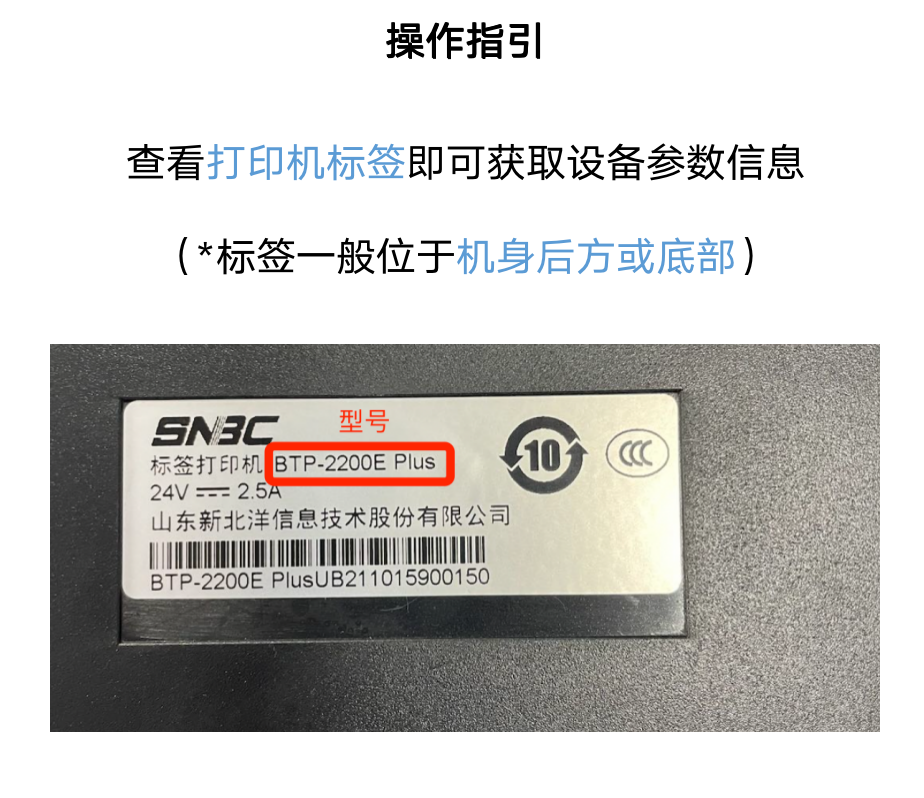 操作指引
查看打印机标签即可获取设备参数信息
（*标签一般位于机身后方或底部）
SNBC
型号
标签打印机 BTP-2200E Plus
24V ⎓ 2.5A
山东新北洋信息技术股份有限公司
BTP-2200E PlusUB211015900150
10
CCC